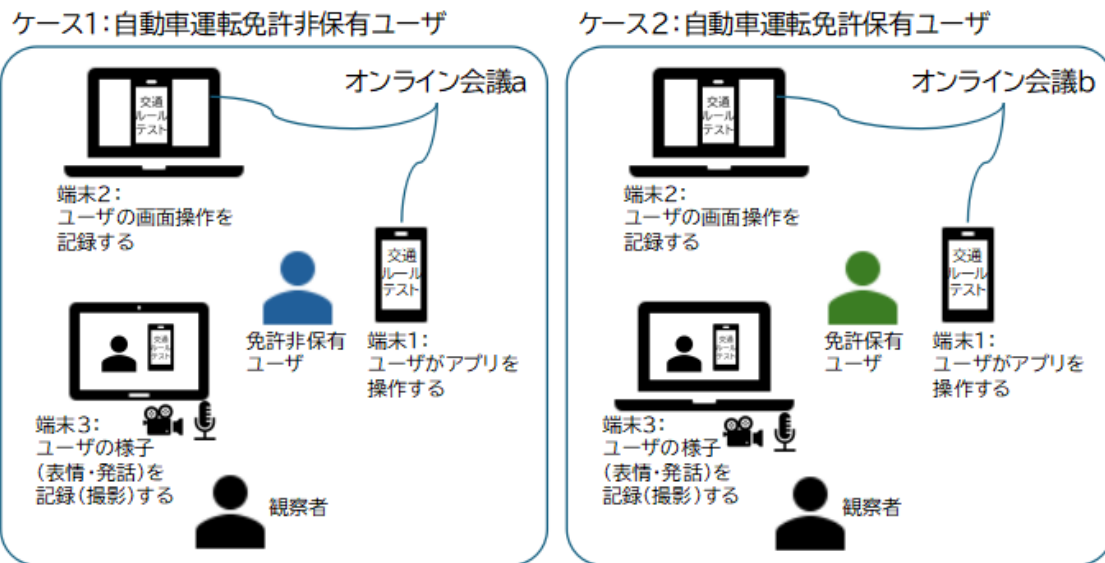 ケース1：自動車運転免許非保有ユーザ
オンライン会議a
交通
ルール
テスト
端末2：
ユーザの画面操作を
記録する
交通
ルール
テスト
免許非保有
ユーザ
端末1：
ユーザがアプリを
操作する
交通
ルール
テスト
端末3：
ユーザの様子
(表情・発話)を
記録(撮影)する
観察者
ケース2：自動車運転免許保有ユーザ
オンライン会議b
交通
ルール
テスト
端末2：
ユーザの画面操作を
記録する
交通
ルール
テスト
免許保有
ユーザ
端末1：
ユーザがアプリを
操作する
交通
ルール
テスト
端末3：
ユーザの様子
(表情・発話)を
記録(撮影)する
観察者